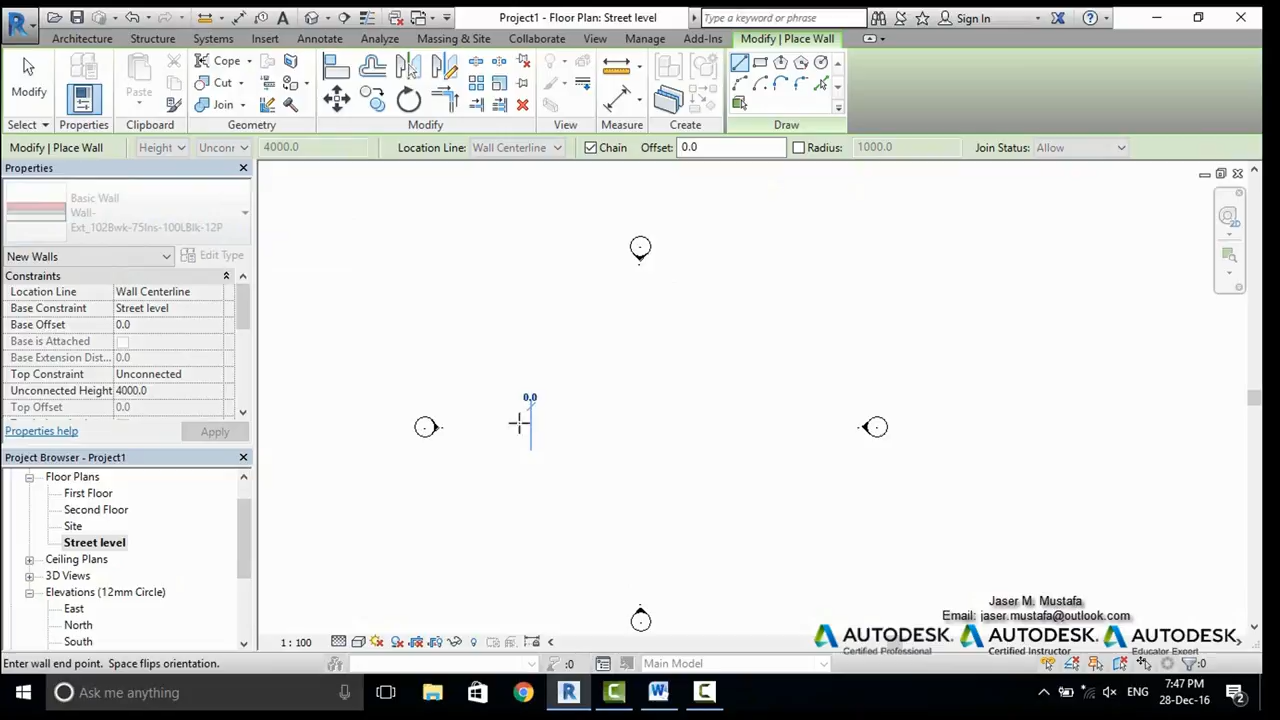 Project1 - Floor Plan: Street level
Type a keyword or phrase
Sign In
Architecture Structure Systems Insert Annotate Analyze Massing & Site Collaborate View Manage Add-Ins Modify | Place Wall
Modify
Paste
Cope
Cut
Join
Select Properties Clipboard Geometry Modify View Measure Create Draw
Modify | Place Wall Height Unconr 4000.0 Location Line: Wall Centerline Chain Offset: 0.0 Radius: 1000.0 Join Status: Allow
Properties
Basic Wall
Wall-
Ext_102Bwk-75Ins-100LBlk-12P
New Walls Edit Type
Constraints
Location Line Wall Centerline
Base Constraint Street level
Base Offset 0.0
Base is Attached
Base Extension Dist... 0.0
Top Constraint Unconnected
Unconnected Height 4000.0
Top Offset 0.0
Properties help Apply
Project Browser - Project1
Floor Plans
First Floor
Second Floor
Site
Street level
Ceiling Plans
3D Views
Elevations (12mm Circle)
East
North
South
0.0
2D
1 : 100
Jaser M. Mustafa
Email: jaser.mustafa@outlook.com
AUTODESK. AUTODESK. AUTODESK.
Certified Professional Certified Instructor Educator Expert
Enter wall end point. Space flips orientation. :0 Main Model :0
Ask me anything
ENG
7:47 PM
28-Dec-16
2